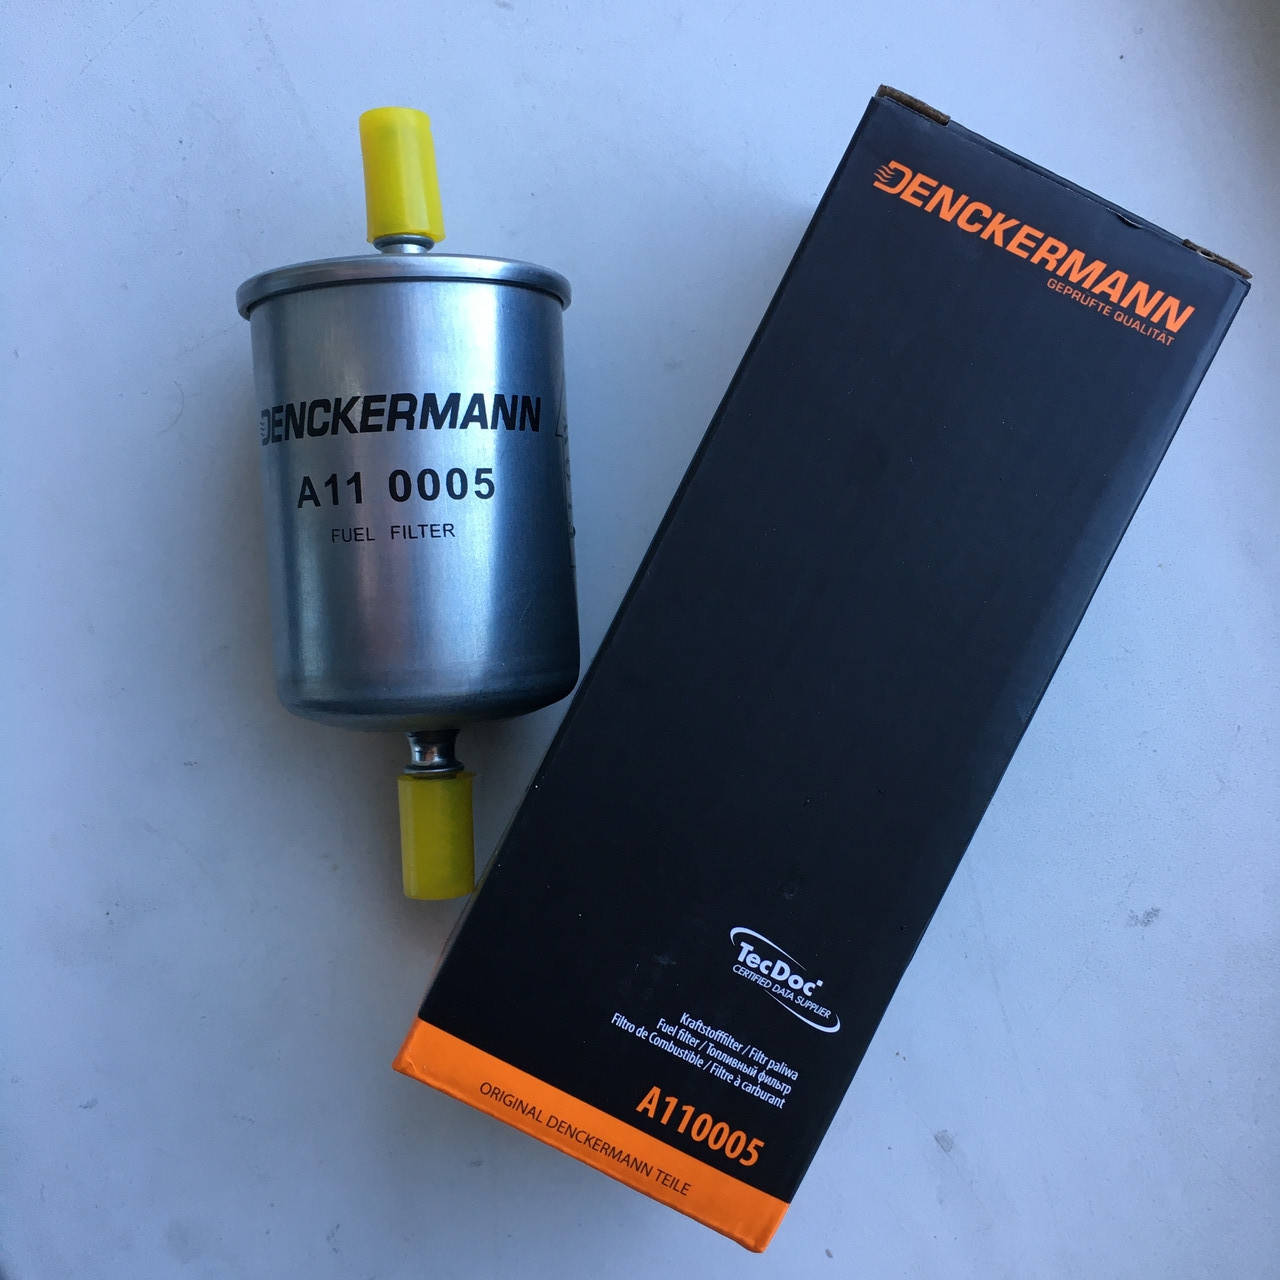 DENCKERMANN
A11 0005
FUEL FILTER
DENCKERMANN
GEPRÜFTE QUALITÄT
TecDoc
CERTIFIED DATA SUPPLIER
Kraftstofffilter / Filtr paliwa
Fuel filter / Топливный фильтр
Filtro de Combustible / Filtre à carburant
A110005
ORIGINAL DENCKERMANN TEILE